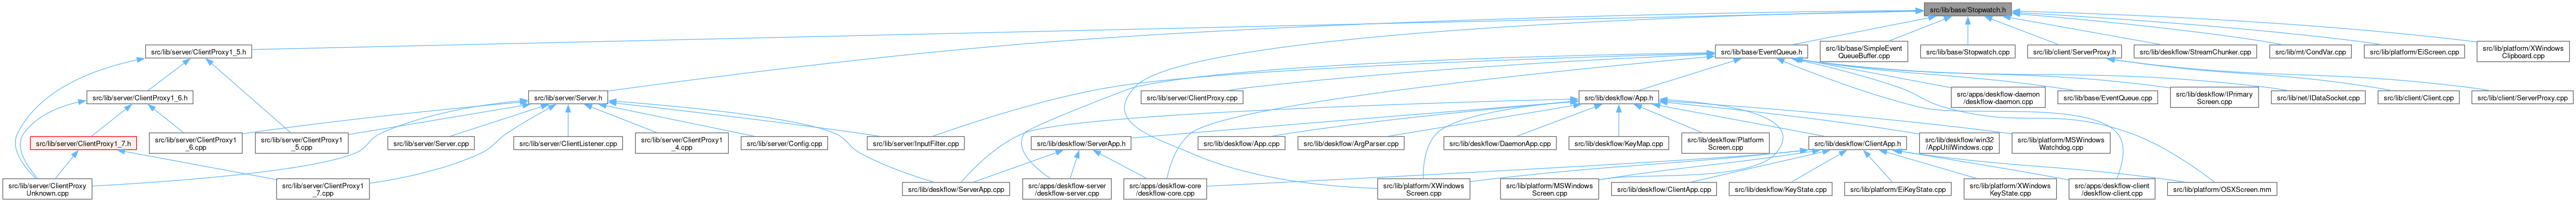 src/lib/base/Stopwatch.h
src/lib/server/ClientProxy1_5.h
src/lib/base/EventQueue.h
src/lib/base/SimpleEvent
QueueBuffer.cpp
src/lib/base/Stopwatch.cpp
src/lib/client/ServerProxy.h
src/lib/deskflow/StreamChunker.cpp
src/lib/mt/CondVar.cpp
src/lib/platform/EiScreen.cpp
src/lib/platform/XWindows
Clipboard.cpp
src/lib/server/ClientProxy1_6.h
src/lib/server/Server.h
src/lib/server/ClientProxy.cpp
src/lib/deskflow/App.h
src/apps/deskflow-daemon
/deskflow-daemon.cpp
src/lib/base/EventQueue.cpp
src/lib/deskflow/IPrimary
Screen.cpp
src/lib/net/IDataSocket.cpp
src/lib/client/Client.cpp
src/lib/client/ServerProxy.cpp
src/lib/server/ClientProxy1_7.h
src/lib/server/ClientProxy1
_6.cpp
src/lib/server/ClientProxy1
_5.cpp
src/lib/server/Server.cpp
src/lib/server/ClientListener.cpp
src/lib/server/ClientProxy1
_4.cpp
src/lib/server/Config.cpp
src/lib/server/InputFilter.cpp
src/lib/deskflow/ServerApp.h
src/lib/deskflow/App.cpp
src/lib/deskflow/ArgParser.cpp
src/lib/deskflow/DaemonApp.cpp
src/lib/deskflow/KeyMap.cpp
src/lib/deskflow/Platform
Screen.cpp
src/lib/deskflow/ClientApp.h
src/lib/deskflow/win32
/AppUtilWindows.cpp
src/lib/platform/MSWindows
Watchdog.cpp
src/lib/server/ClientProxy
Unknown.cpp
src/lib/server/ClientProxy1
_7.cpp
src/lib/deskflow/ServerApp.cpp
src/apps/deskflow-server
/deskflow-server.cpp
src/apps/deskflow-core
/deskflow-core.cpp
src/lib/platform/XWindows
Screen.cpp
src/lib/platform/MSWindows
Screen.cpp
src/lib/deskflow/ClientApp.cpp
src/lib/deskflow/KeyState.cpp
src/lib/platform/EiKeyState.cpp
src/lib/platform/XWindows
KeyState.cpp
src/apps/deskflow-client
/deskflow-client.cpp
src/lib/platform/OSXScreen.mm